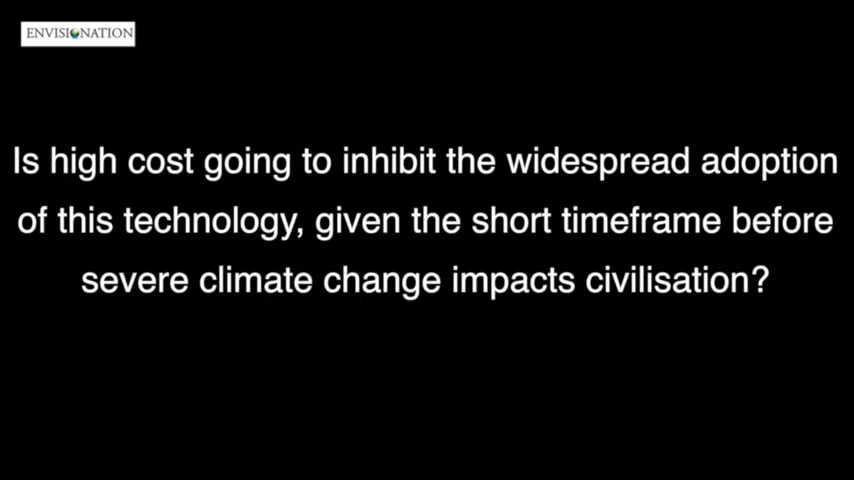 ENVISIONATION
Is high cost going to inhibit the widespread adoption
of this technology, given the short timeframe before
severe climate change impacts civilisation?